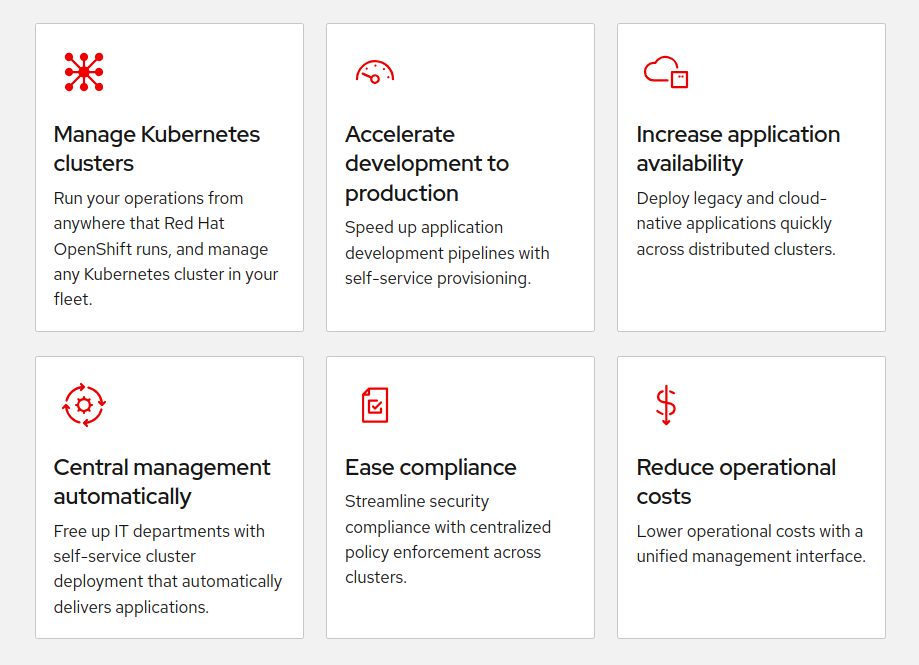 Manage Kubernetes
clusters
Run your operations from
anywhere that Red Hat
OpenShift runs, and manage
any Kubernetes cluster in your
fleet.
Accelerate
development to
production
Speed up application
development pipelines with
self-service provisioning.
Increase application
availability
Deploy legacy and cloud-
native applications quickly
across distributed clusters.
Central management
automatically
Free up IT departments with
self-service cluster
deployment that automatically
delivers applications.
Ease compliance
Streamline security
compliance with centralized
policy enforcement across
clusters.
Reduce operational
costs
Lower operational costs with a
unified management interface.